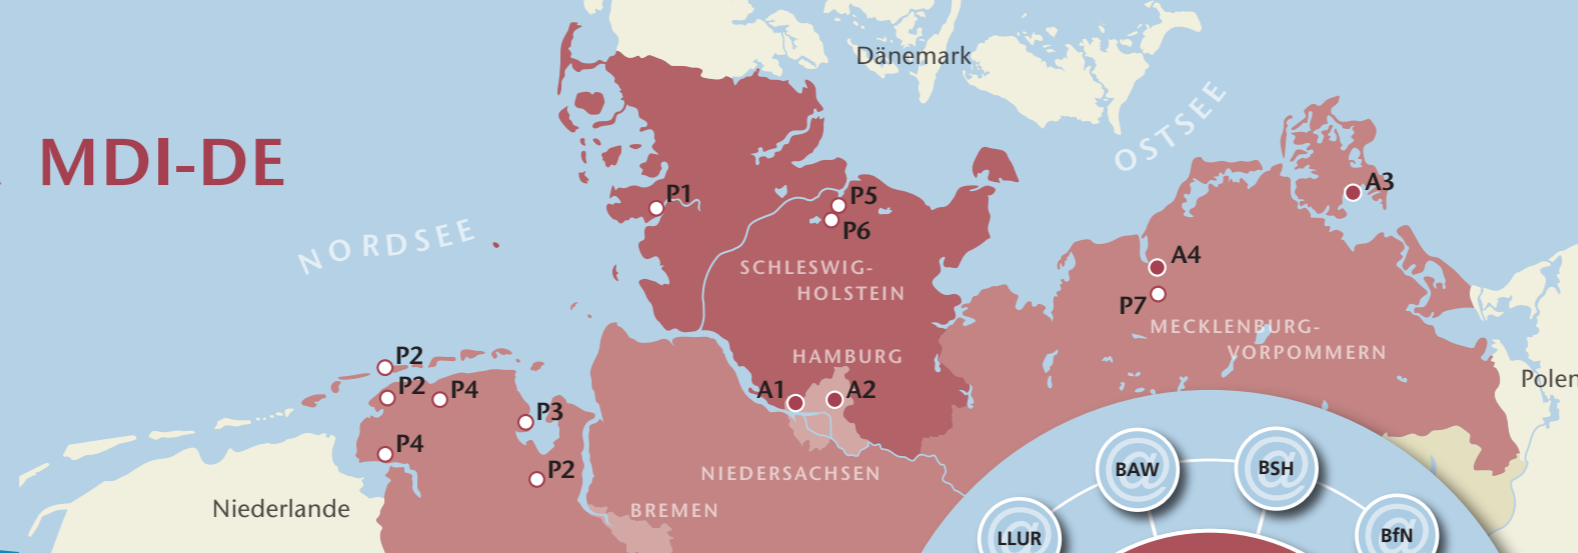 Dänemark
OSTSEE
MDI-DE
A3
P1
P5
P6
NORDSEE
A4
SCHLESWIG-
HOLSTEIN
P7
MECKLENBURG-
VORPOMMERN
HAMBURG
P2
P2
P4
A1
A2
Polen
P3
P4
P2
NIEDERSACHSEN
BAW
BSH
Niederlande
BREMEN
LLUR
BfN